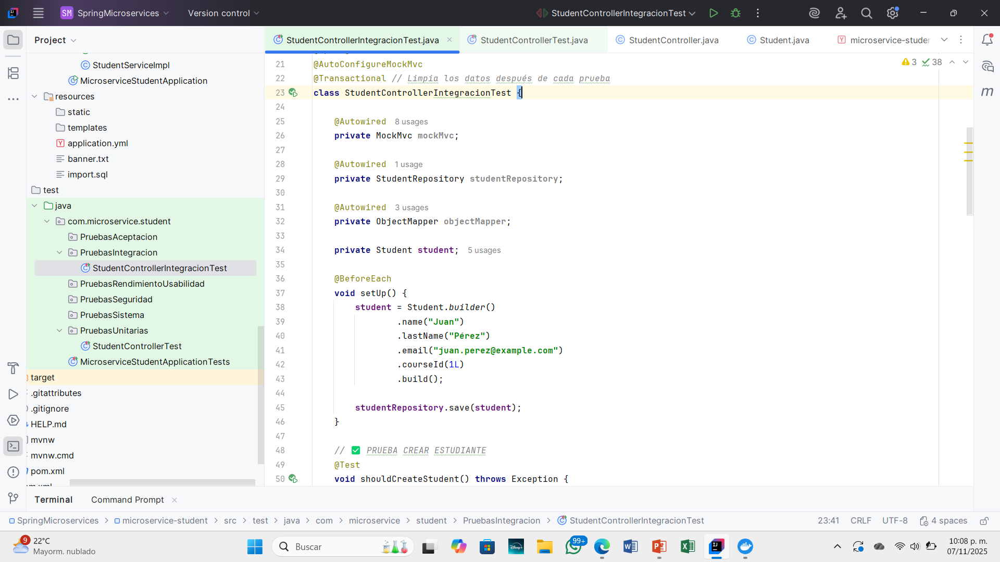 SM SpringMicroservices Version control StudentControllerIntegracionTest
Project
StudentServiceImpl
MicroserviceStudentApplication
resources
static
templates
application.yml
banner.txt
import.sql
test
java
com.microservice.student
PruebasAceptacion
PruebasIntegracion
StudentControllerIntegracionTest
PruebasRendimientoUsabilidad
PruebasSeguridad
PruebasSistema
PruebasUnitarias
StudentControllerTest
MicroserviceStudentApplicationTests
target
.gitattributes
.gitignore
HELP.md
mvnw
mvnw.cmd
pom.xml
StudentControllerIntegracionTest.java StudentControllerTest.java StudentController.java Student.java microservice-studen
3 38
21 @AutoConfigureMockMvc
22 @Transactional // Limpia los datos después de cada prueba
23 class StudentControllerIntegracionTest {
24
25 @Autowired 8 usages
26 private MockMvc mockMvc;
27
28 @Autowired 1 usage
29 private StudentRepository studentRepository;
30
31 @Autowired 3 usages
32 private ObjectMapper objectMapper;
33
34 private Student student; 5 usages
35
36 @BeforeEach
37 void setUp() {
38 student = Student.builder()
39 .name("Juan")
40 .lastName("Pérez")
41 .email("juan.perez@example.com")
42 .courseId(1L)
43 .build();
44
45 studentRepository.save(student);
46 }
47
48 // ✅ PRUEBA CREAR ESTUDIANTE
49 @Test
50 void shouldCreateStudent() throws Exception {
m
Terminal Command Prompt
SpringMicroservices > microservice-student > src > test > java > com > microservice > student > PruebasIntegracion > StudentControllerIntegracionTest 23:41 CRLF UTF-8 4 spaces
9 22°C
Mayorm. nublado
Buscar
99+
10:08 p. m.
07/11/2025